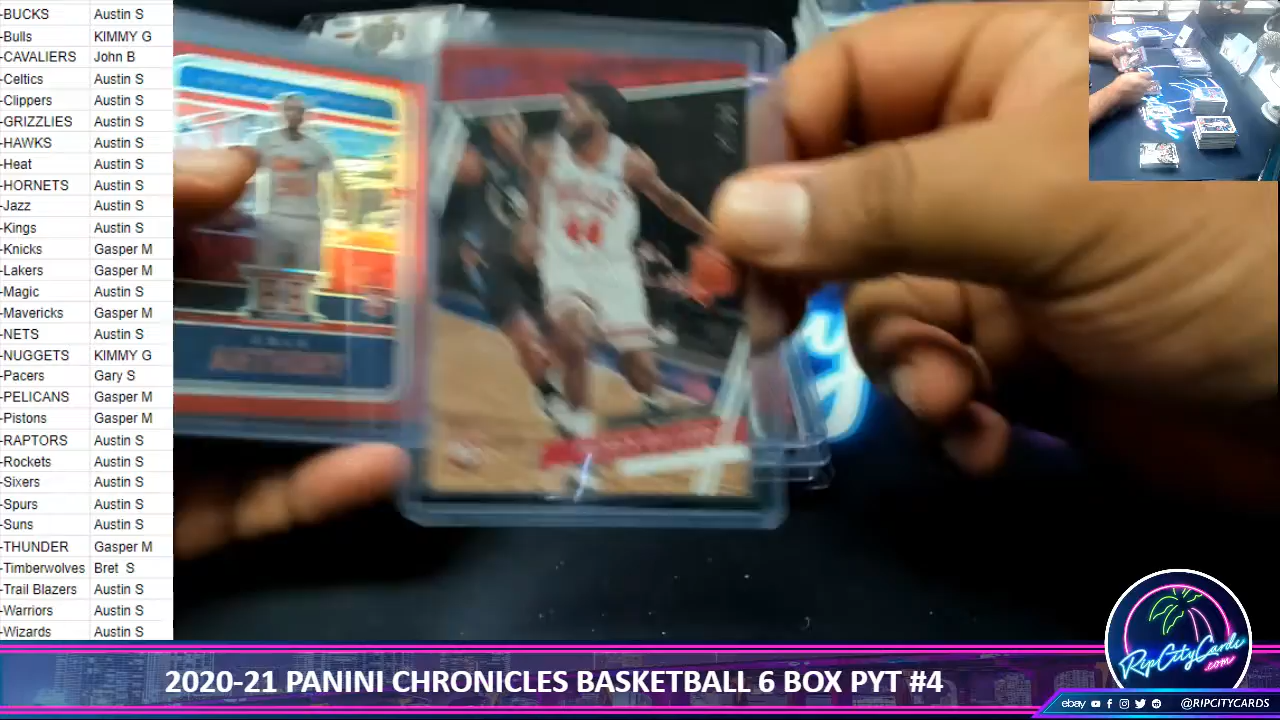 -BUCKS Austin S
-Bulls KIMMY G
-CAVALIERS John B
-Celtics Austin S
-Clippers Austin S
-GRIZZLIES Austin S
-HAWKS Austin S
-Heat Austin S
-HORNETS Austin S
-Jazz Austin S
-Kings Austin S
-Knicks Gasper M
-Lakers Gasper M
-Magic Austin S
-Mavericks Gasper M
-NETS Austin S
-NUGGETS KIMMY G
-Pacers Gary S
-PELICANS Gasper M
-Pistons Gasper M
-RAPTORS Austin S
-Rockets Austin S
-Sixers Austin S
-Spurs Austin S
-Suns Austin S
-THUNDER Gasper M
-Timberwolves Bret S
-Trail Blazers Austin S
-Warriors Austin S
-Wizards Austin S
44
RipCityCards
.com
2020-21 PANINI CHRONICLES BASKETBALL 6 BOX PYT #4
ebay @RIPCITYCARDS